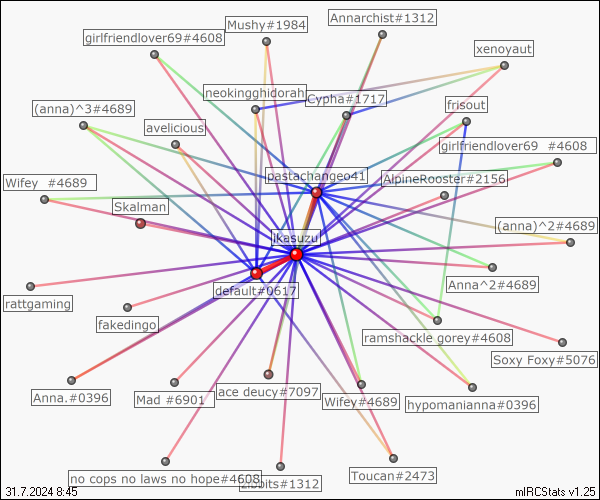 Annarchist#1312
Mushy#1984
girlfriendlover69#4608
xenoyaut
neokingghidorah
Cypha#1717
frisout
(anna)^3#4689
avelicious
girlfriendlover69 #4608
pastachangeo41
AlpineRooster#2156
Wifey #4689
Skalman
(anna)^2#4689
ikasuzu
Anna^2#4689
default#0617
rattgaming
fakedingo
ramshackle gorey#4608
Soxy Foxy#5076
Anna.#0396
Mad #6901
ace deucy#7097
Wifey#4689
hypomanianna#0396
no cops no laws no hope#4608
#1312
Toucan#2473
31.7.2024 8:45
mIRCStats v1.25